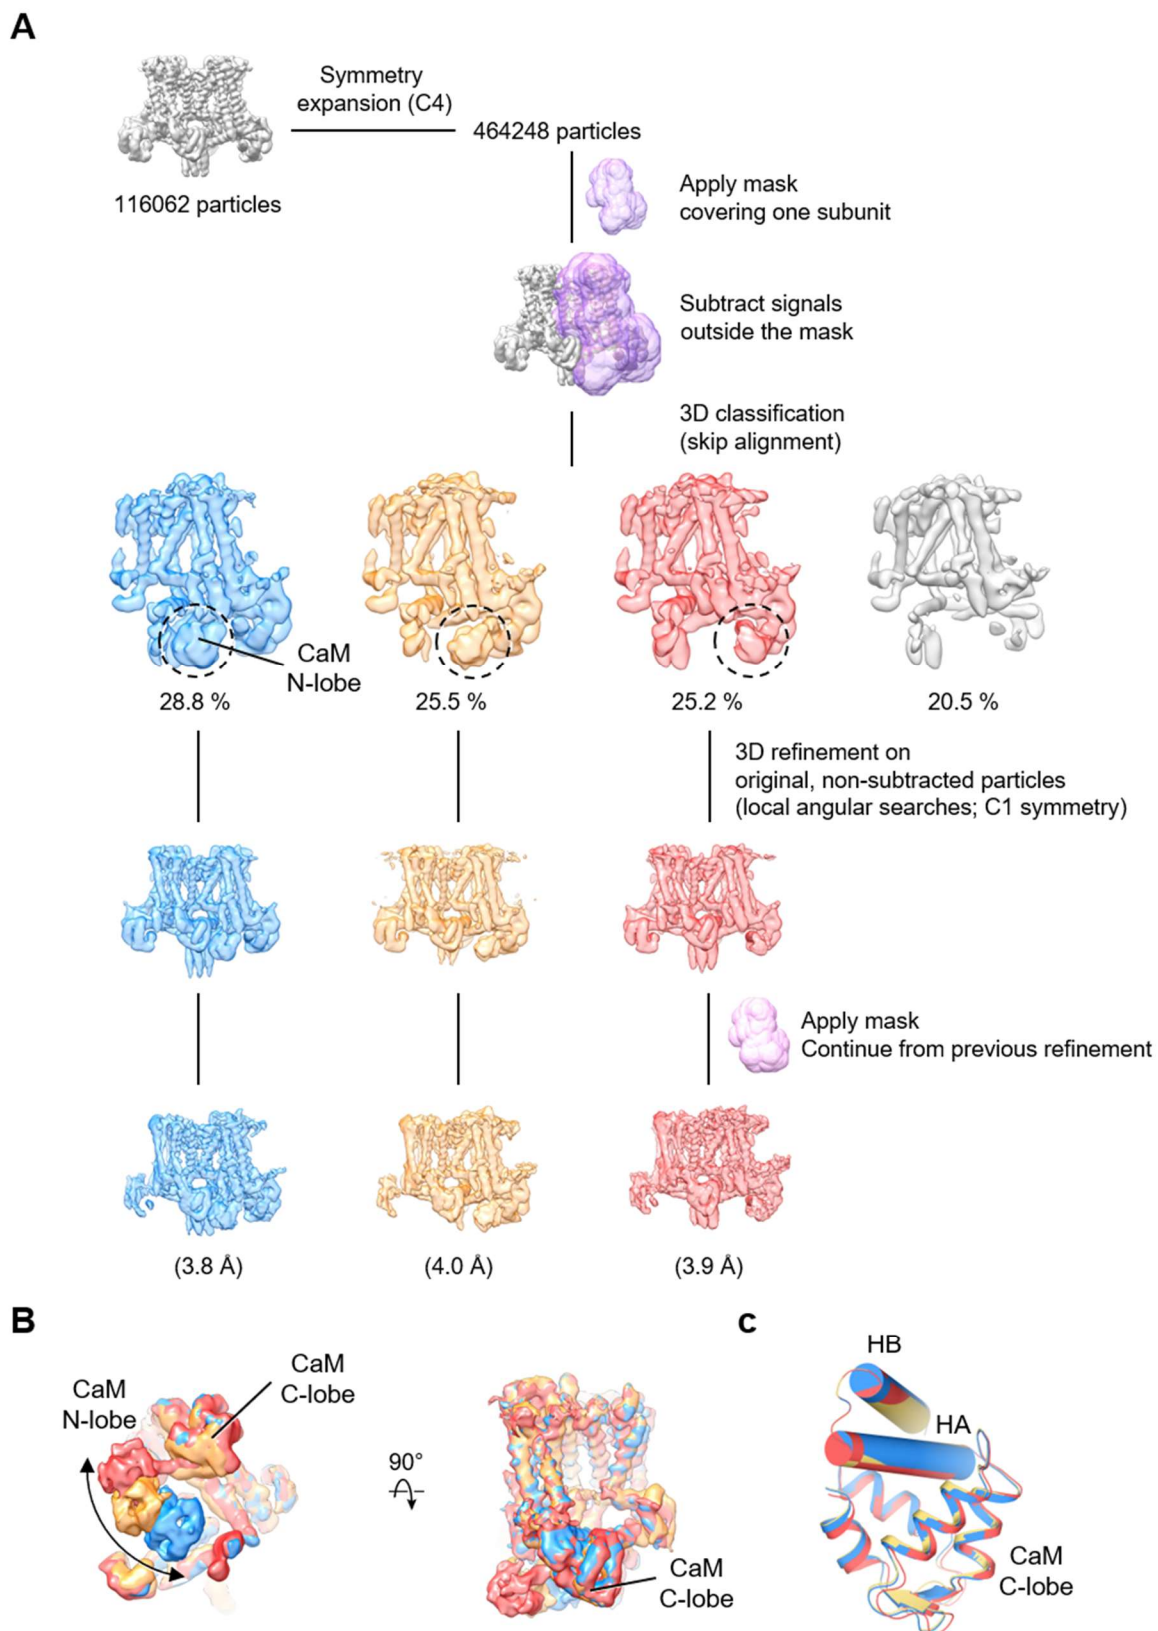 A
Symmetry
expansion (C4)
464248 particles
116062 particles
Apply mask
covering one subunit
Subtract signals
outside the mask
3D classification
(skip alignment)
CaM
N-lobe
28.8 %
25.5 %
25.2 %
20.5 %
3D refinement on
original, non-subtracted particles
(local angular searches; C1 symmetry)
Apply mask
Continue from previous refinement
(3.8 Å)
(4.0 Å)
(3.9 Å)
B
CaM
N-lobe
CaM
C-lobe
90°
CaM
C-lobe
c
HB
HA
CaM
C-lobe